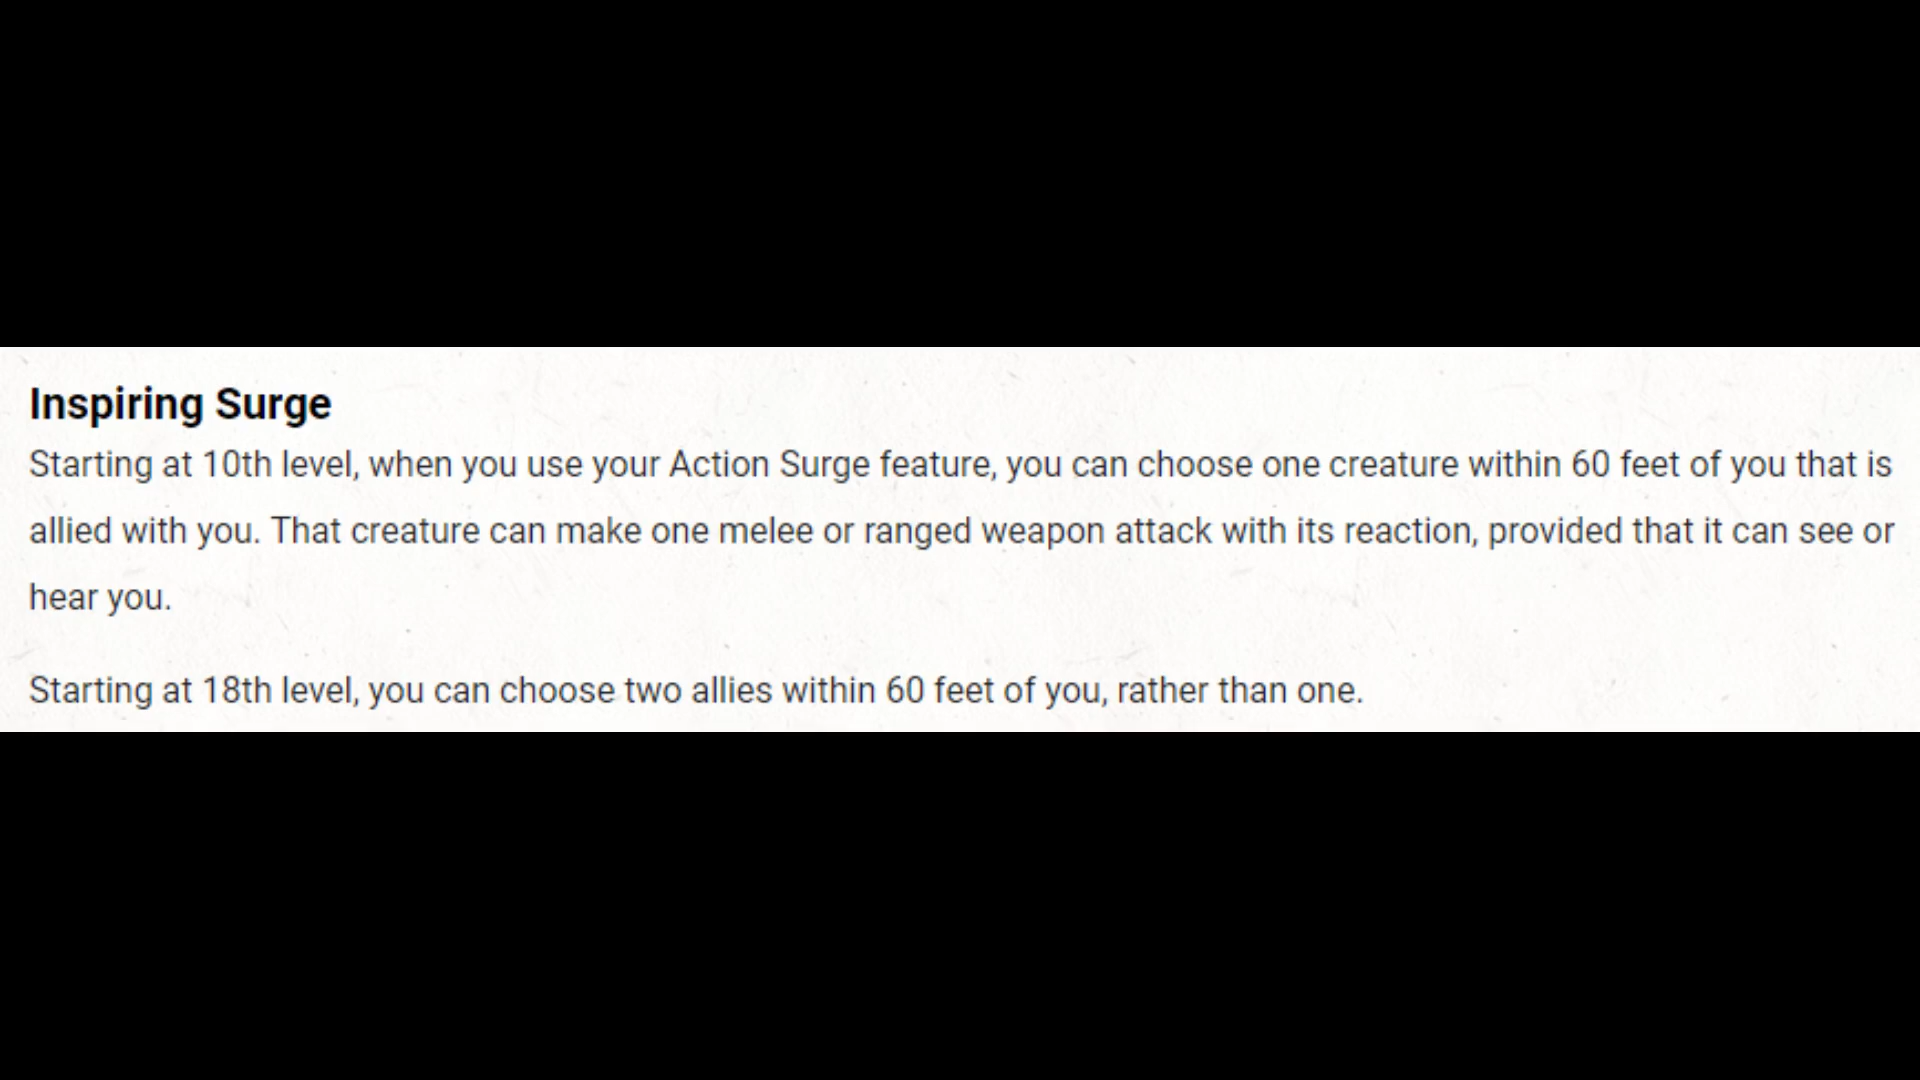 Inspiring Surge
Starting at 10th level, when you use your Action Surge feature, you can choose one creature within 60 feet of you that is
allied with you. That creature can make one melee or ranged weapon attack with its reaction, provided that it can see or
hear you.
Starting at 18th level, you can choose two allies within 60 feet of you, rather than one.